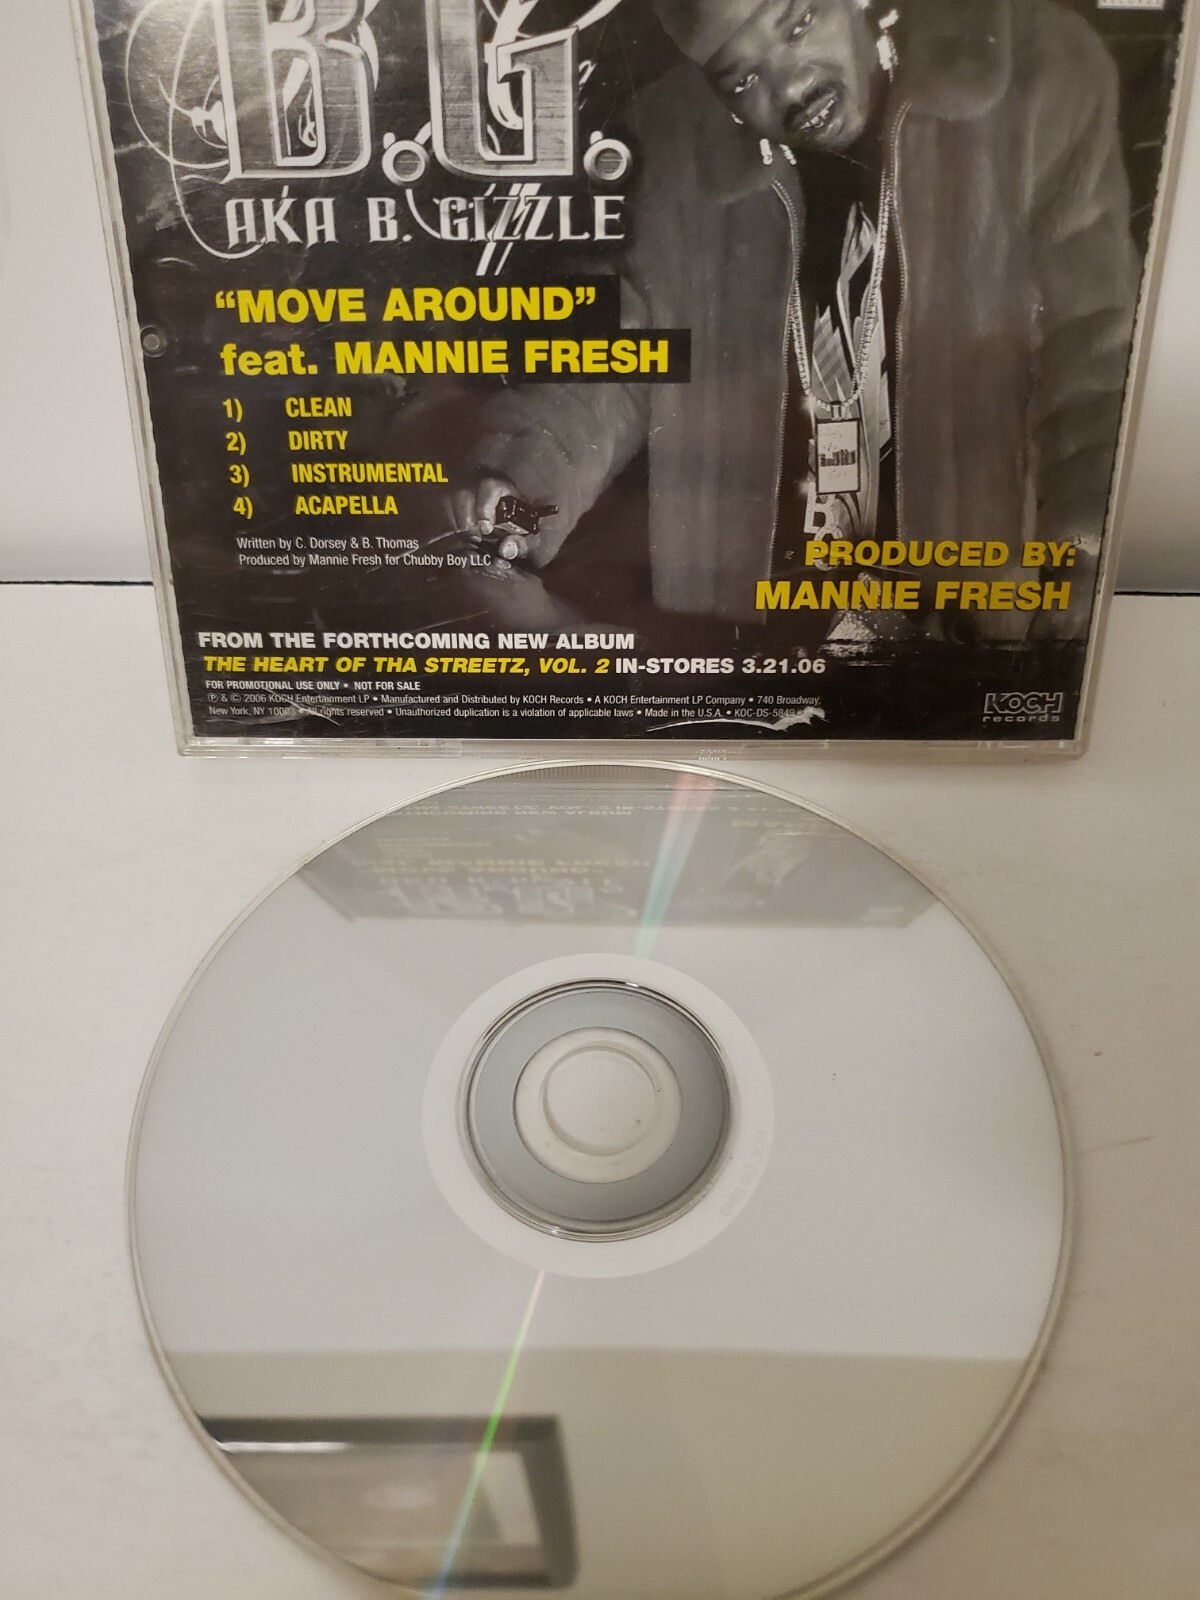 B.G.
AKA B. GIZZLE
“MOVE AROUND”
feat. MANNIE FRESH
1) CLEAN
2) DIRTY
3) INSTRUMENTAL
4) ACAPELLA
Written by C. Dorsey & B. Thomas
Produced by Mannie Fresh for Chubby Boy LLC
PRODUCED BY:
MANNIE FRESH
FROM THE FORTHCOMING NEW ALBUM
THE HEART OF THA STREETZ, VOL. 2 IN-STORES 3.21.06
FOR PROMOTIONAL USE ONLY • NOT FOR SALE
℗ & © 2006 KOCH Entertainment LP • Manufactured and Distributed by KOCH Records • A KOCH Entertainment LP Company • 740 Broadway,
New York, NY 10003 • All rights reserved • Unauthorized duplication is a violation of applicable laws • Made in the U.S.A. • KOC-DS-5849
KOCH
records